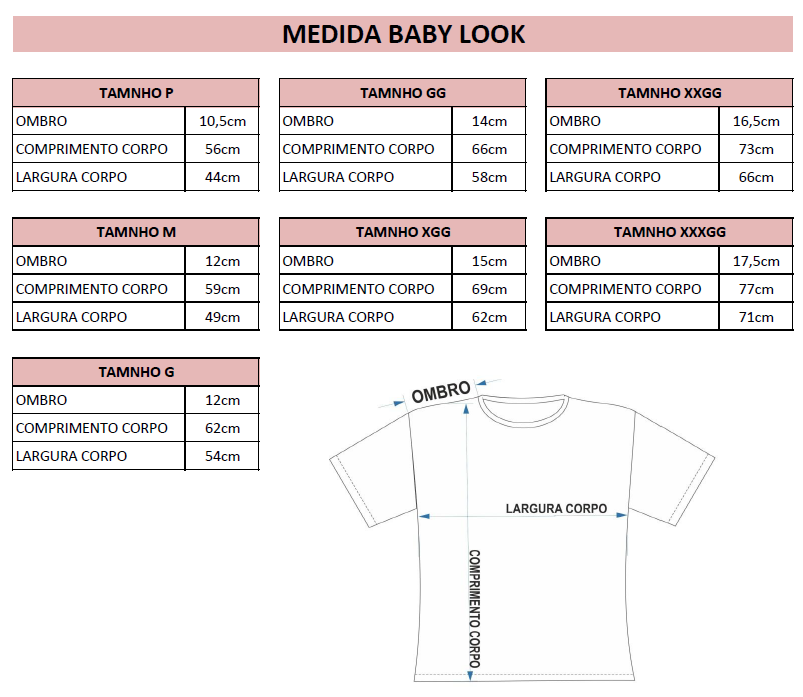 MEDIDA BABY LOOK
TAMNHO P
OMBRO 10,5cm
COMPRIMENTO CORPO 56cm
LARGURA CORPO 44cm
TAMNHO M
OMBRO 12cm
COMPRIMENTO CORPO 59cm
LARGURA CORPO 49cm
TAMNHO G
OMBRO 12cm
COMPRIMENTO CORPO 62cm
LARGURA CORPO 54cm
TAMNHO GG
OMBRO 14cm
COMPRIMENTO CORPO 66cm
LARGURA CORPO 58cm
TAMNHO XGG
OMBRO 15cm
COMPRIMENTO CORPO 69cm
LARGURA CORPO 62cm
TAMNHO XXGG
OMBRO 16,5cm
COMPRIMENTO CORPO 73cm
LARGURA CORPO 66cm
TAMNHO XXXGG
OMBRO 17,5cm
COMPRIMENTO CORPO 77cm
LARGURA CORPO 71cm
OMBRO
LARGURA CORPO
COMPRIMENTO CORPO